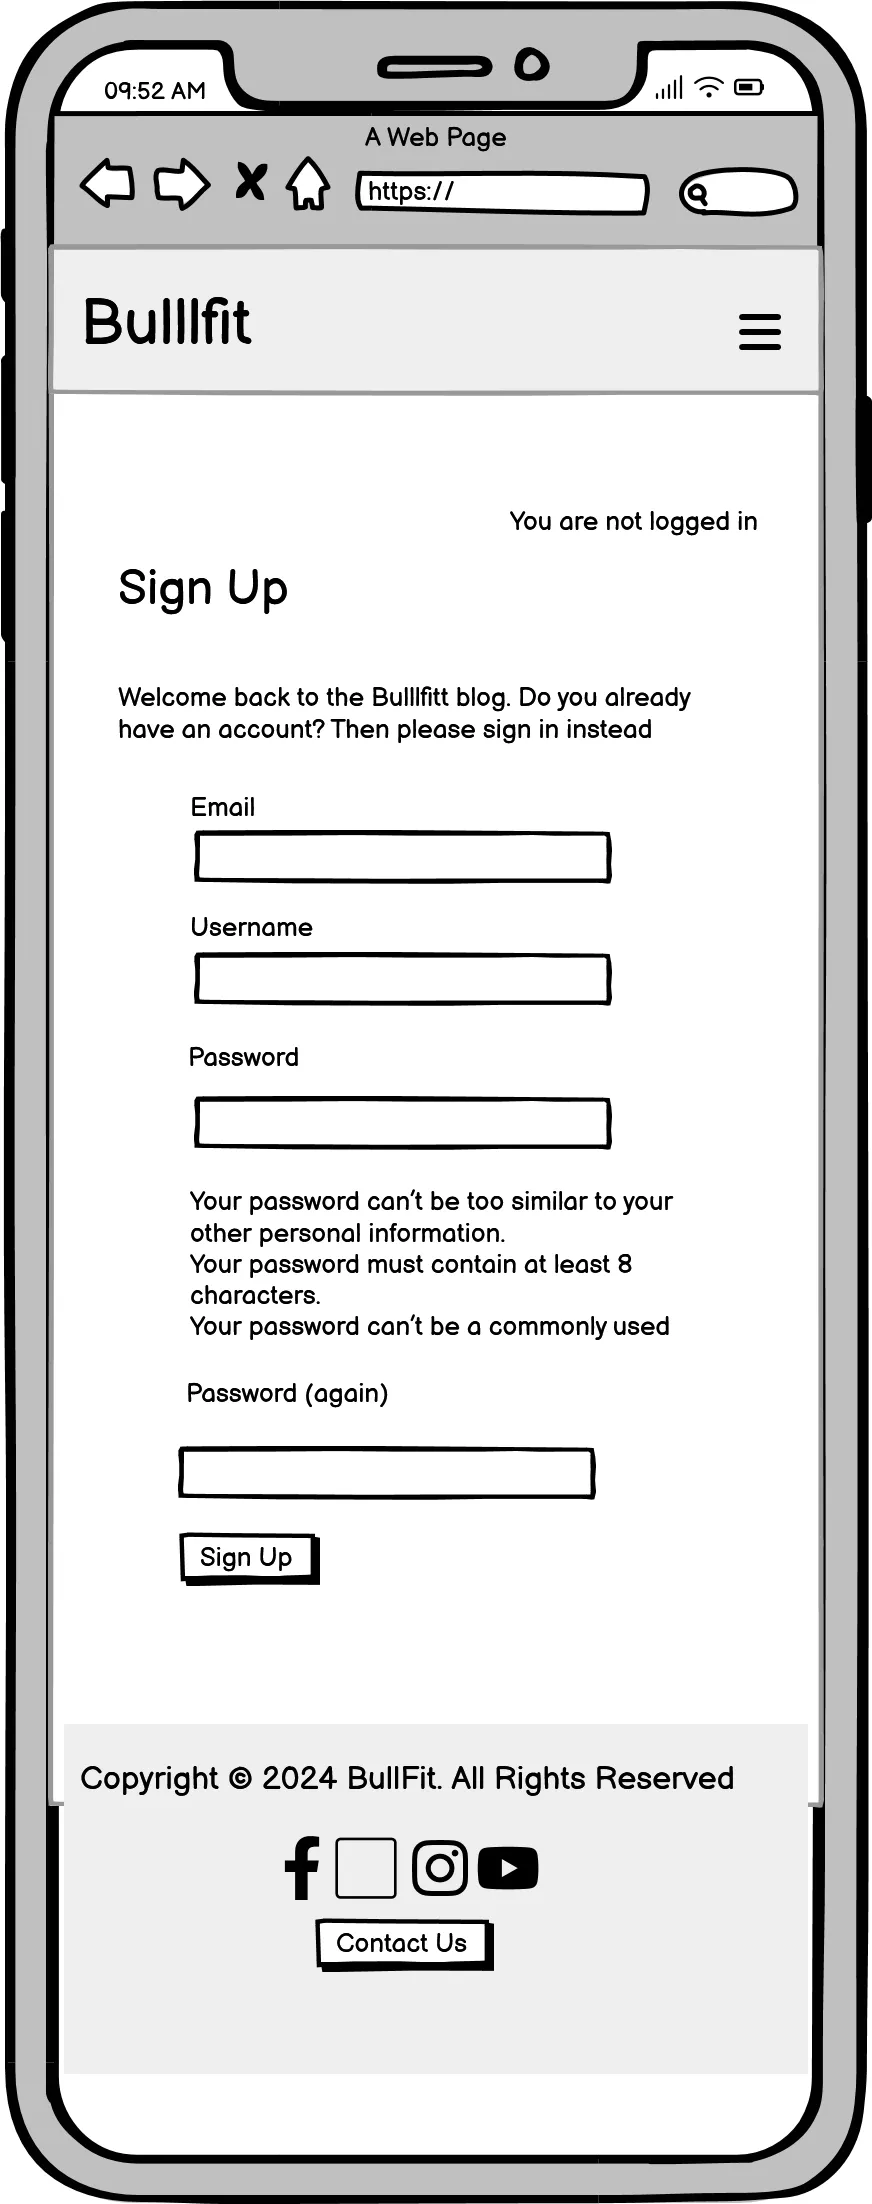 09:52 AM
A Web Page
https://
Bulllfit
You are not logged in
Sign Up
Welcome back to the Bulllfitt blog. Do you already
have an account? Then please sign in instead
Email
Username
Password
Your password can't be too similar to your
other personal information.
Your password must contain at least 8
characters.
Your password can't be a commonly used
Password (again)
Sign Up
Copyright © 2024 BullFit. All Rights Reserved
Contact Us